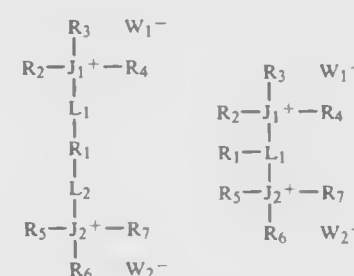 R₃ W₁⁻
R₂—J₁⁺—R₄
L₁
R₁
L₂
R₅—J₂⁺—R₇
R₆ W₂⁻
R₃ W₁⁻
R₂—J₁⁺—R₄
R₁—L₁
R₅—J₂⁺—R₇
R₆ W₂⁻